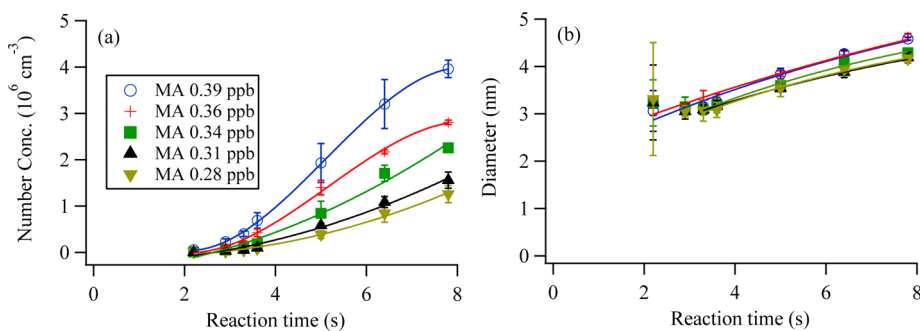 (a)
5
4
3
2
1
0
Number Conc. (10⁶ cm⁻³)
MA 0.39 ppb
MA 0.36 ppb
MA 0.34 ppb
MA 0.31 ppb
MA 0.28 ppb
0 2 4 6 8
Reaction time (s)
(b)
5
4
3
2
1
0
Diameter (nm)
0 2 4 6 8
Reaction time (s)